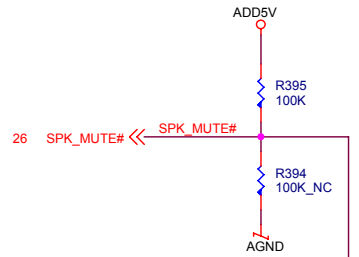 ADD5V
R395
100K
26 SPK_MUTE# SPK_MUTE#
R394
100K_NC
AGND